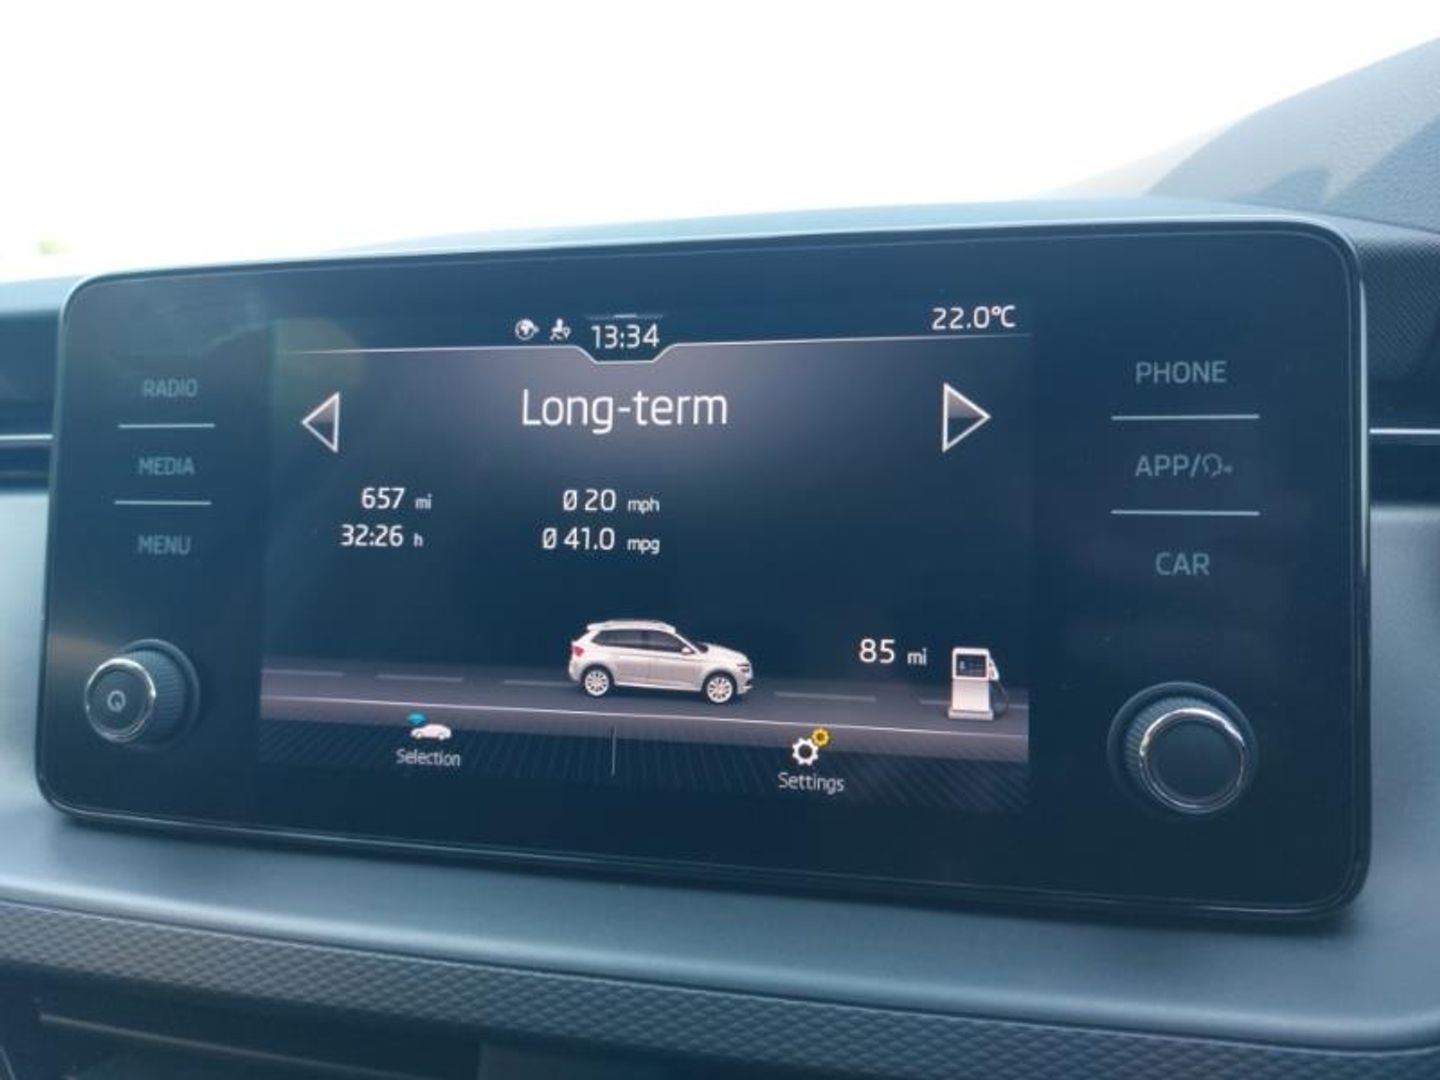 13:34
22.0°C
Long-term
657 mi
32:26 h
Ø 20 mph
Ø 41.0 mpg
85 mi
Selection
Settings
RADIO
MEDIA
MENU
PHONE
APP/
CAR